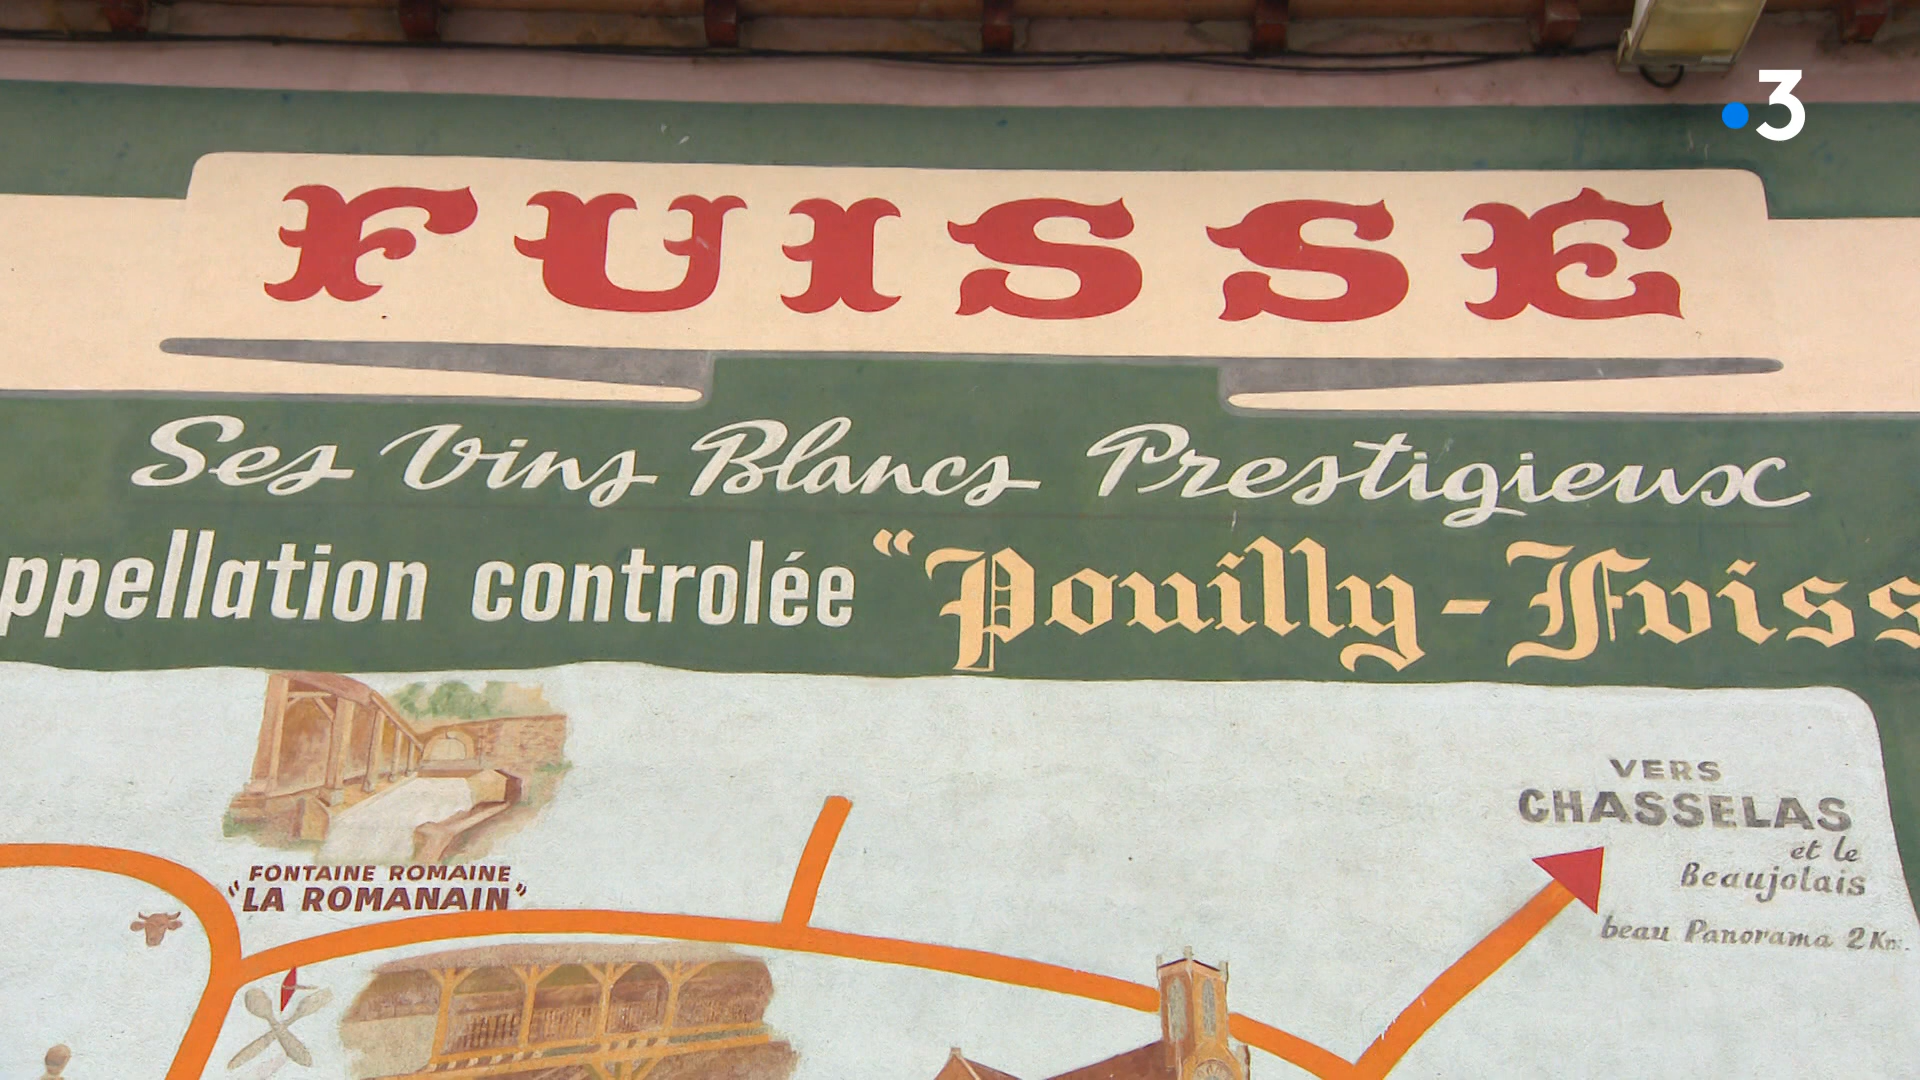 3
FUISSÉ
Ses Vins Blancs Prestigieux
ppellation controlée "Pouilly-Fuiss
FONTAINE ROMAINE
"LA ROMANAIN"
VERS
CHASSELAS
et le
Beaujolais
beau Panorama 2 Km.